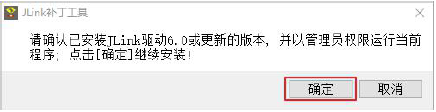 JLink补丁工具
请确认已安装JLink驱动6.0或更新的版本，并以管理员权限运行当前
程序；点击[确定]继续安装！
确定
取消